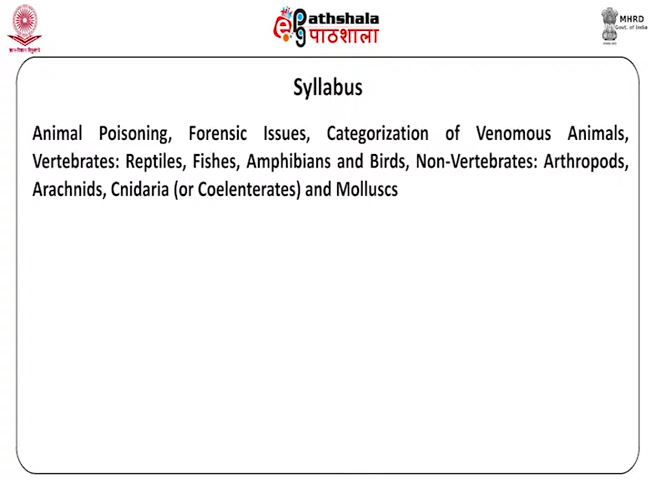 ePathshala
पाठशाला
MHRD
Govt. of India
Syllabus
Animal Poisoning, Forensic Issues, Categorization of Venomous Animals,
Vertebrates: Reptiles, Fishes, Amphibians and Birds, Non-Vertebrates: Arthropods,
Arachnids, Cnidaria (or Coelenterates) and Molluscs